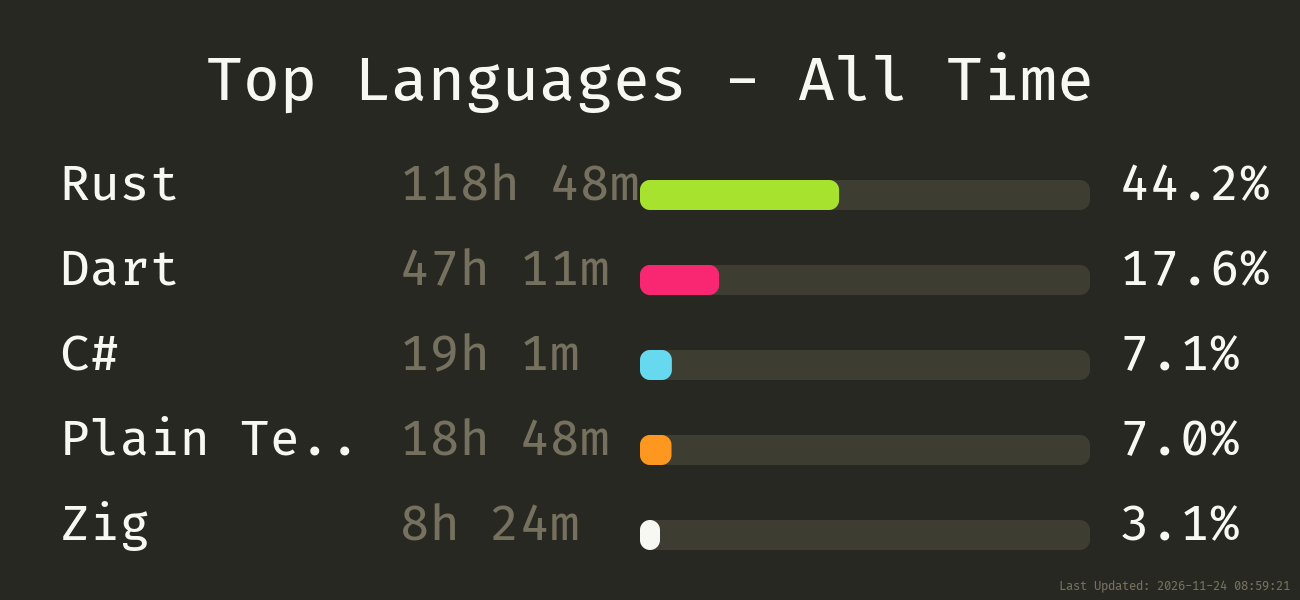 Top Languages - All Time
Rust 118h 48m 44.2%
Dart 47h 11m 17.6%
C# 19h 1m 7.1%
Plain Te.. 18h 48m 7.0%
Zig 8h 24m 3.1%
Last Updated: 2026-11-24 08:59:21